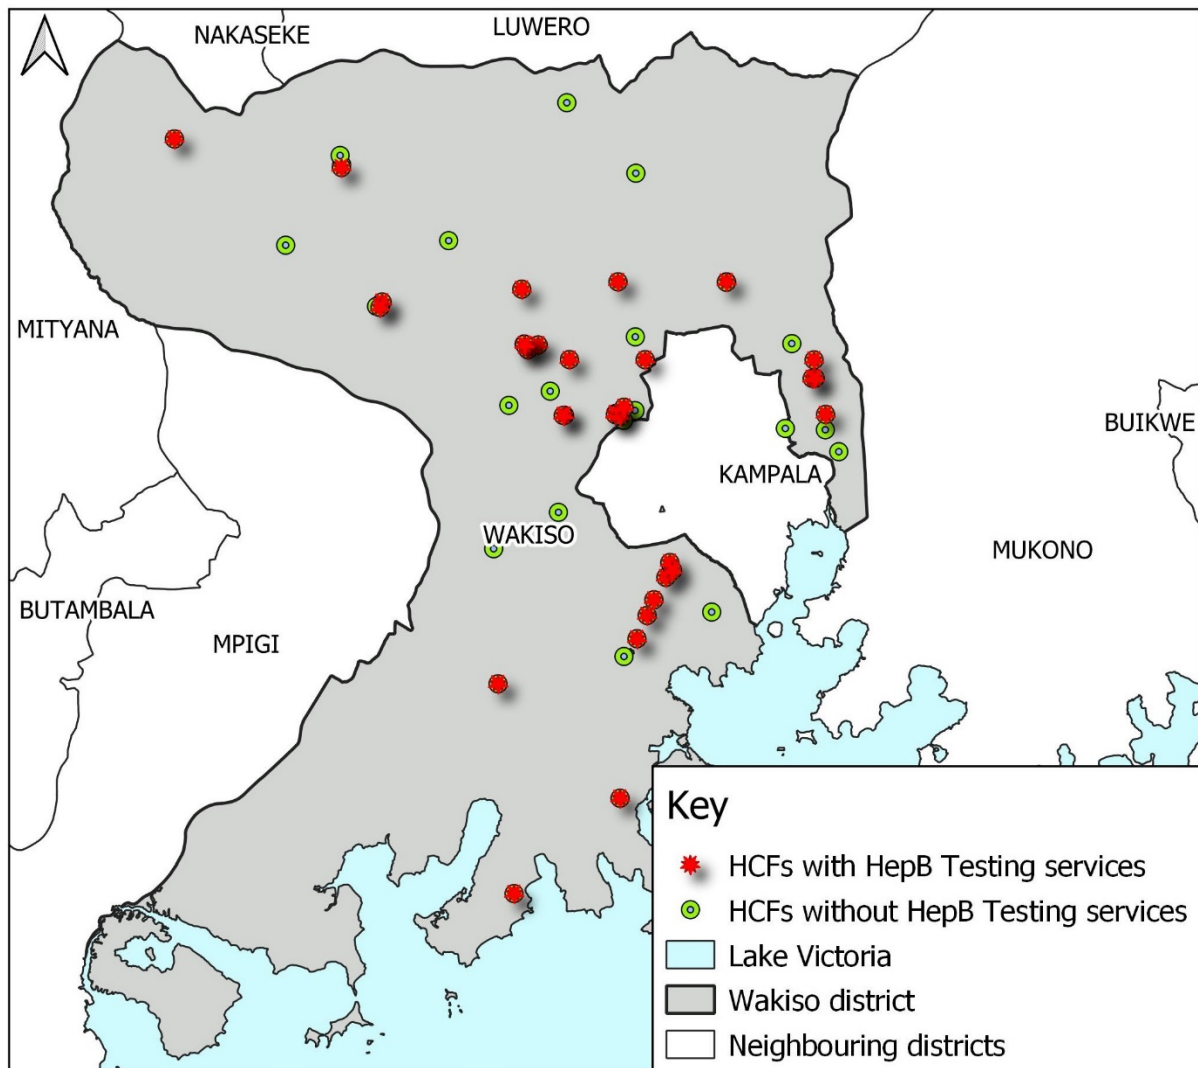 NAKASEKE
LUWERO
MITYANA
BUIKWE
KAMPALA
WAKISO
MUKONO
BUTAMBALA
MPIGI
Key
HCFs with HepB Testing services
HCFs without HepB Testing services
Lake Victoria
Wakiso district
Neighbouring districts